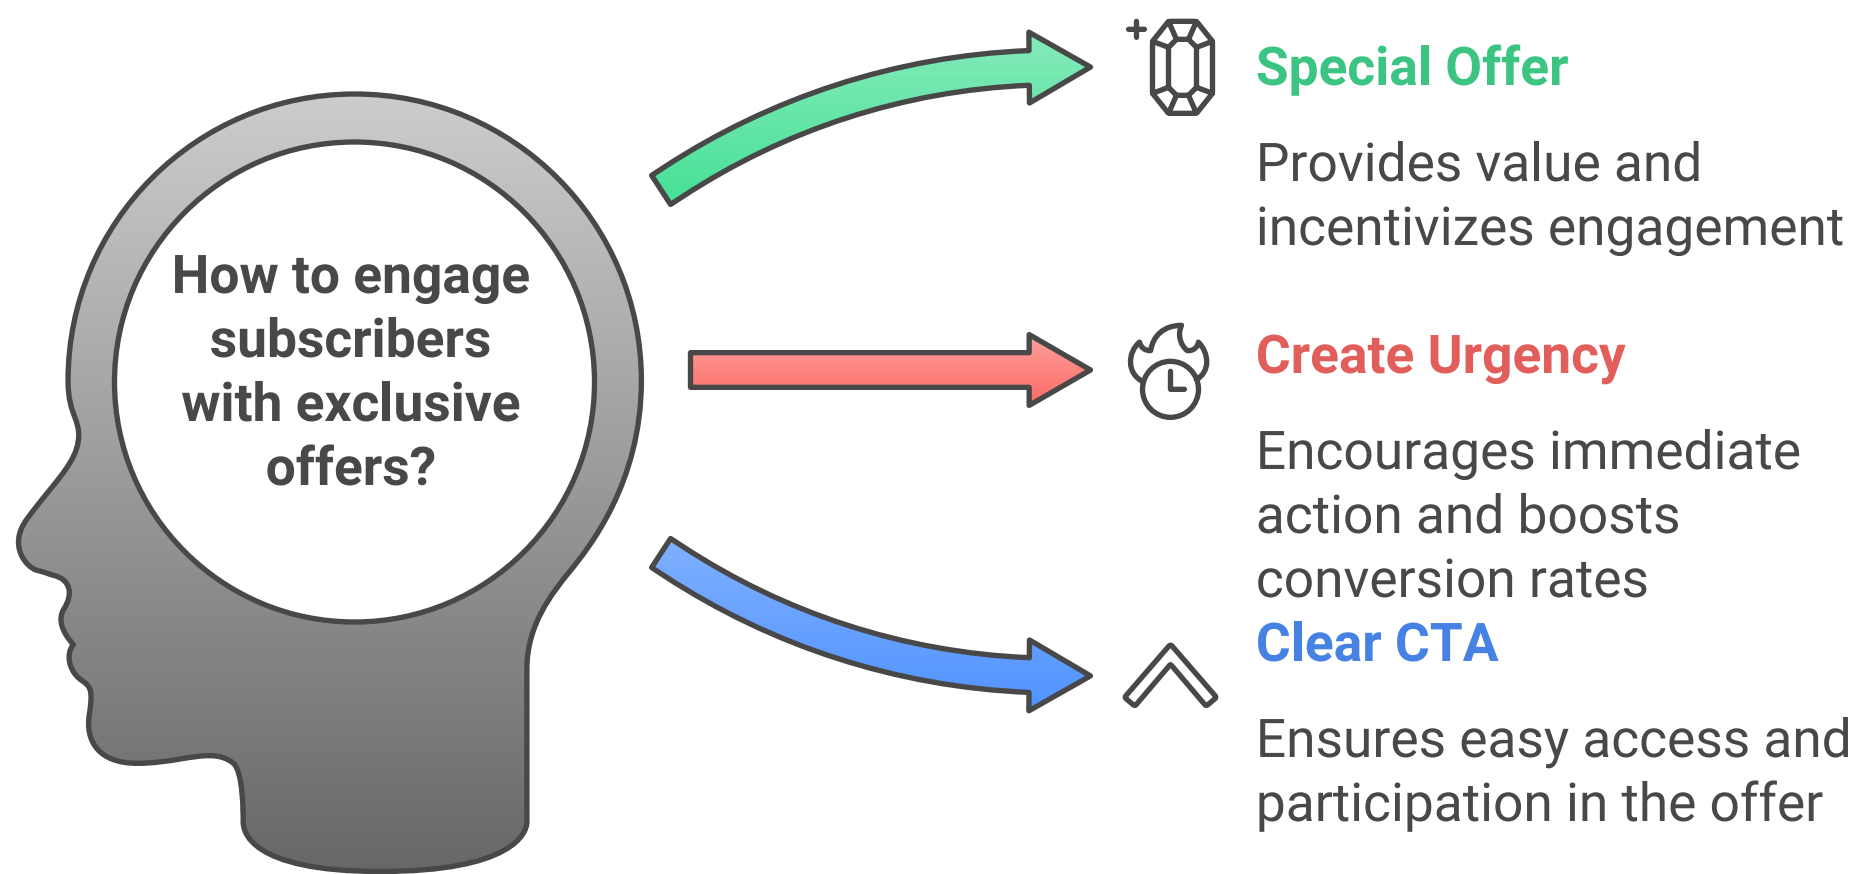 How to engage
subscribers
with exclusive
offers?
Special Offer
Provides value and
incentivizes engagement
Create Urgency
Encourages immediate
action and boosts
conversion rates
Clear CTA
Ensures easy access and
participation in the offer